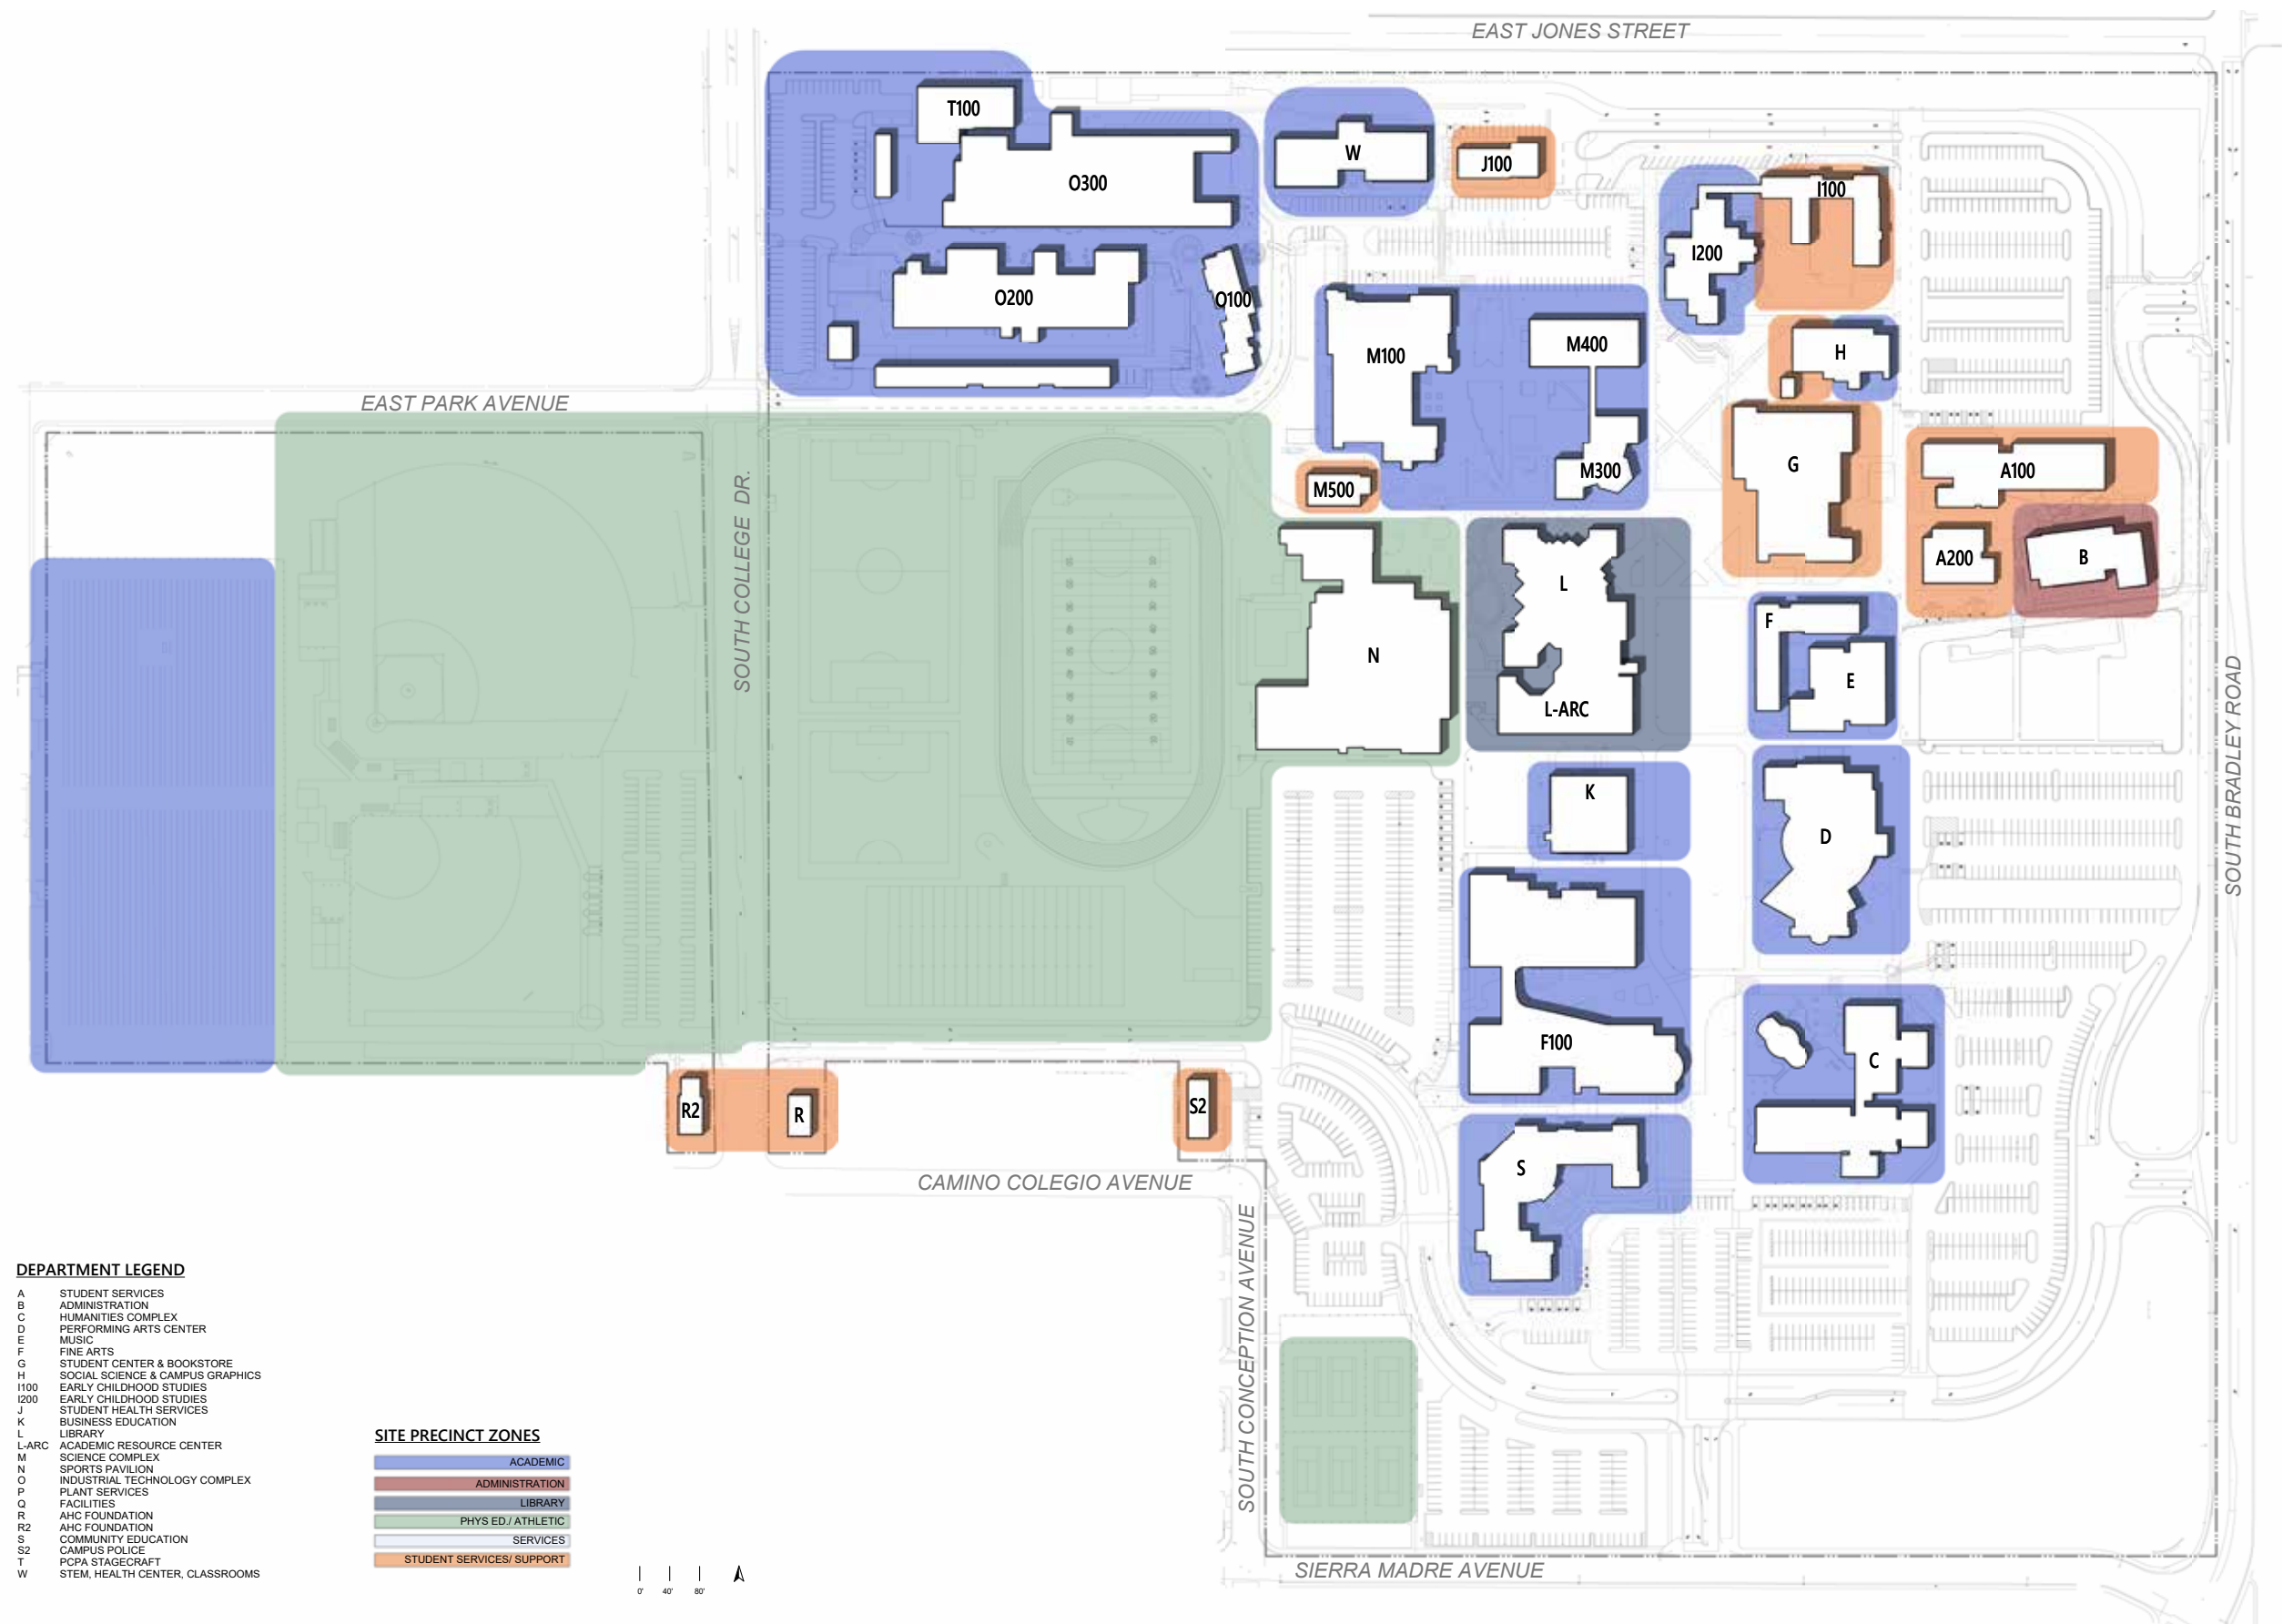 EAST JONES STREET
T100
O300
W
J100
I100
I200
O200
O100
H
M100
M400
EAST PARK AVENUE
G
M300
A100
M500
SOUTH COLLEGE DR.
L
A200
B
F
N
E
L-ARC
SOUTH BRADLEY ROAD
K
D
F100
C
R2
R
S2
S
CAMINO COLEGIO AVENUE
SOUTH CONCEPTION AVENUE
DEPARTMENT LEGEND
A STUDENT SERVICES
B ADMINISTRATION
C HUMANITIES COMPLEX
D PERFORMING ARTS CENTER
E MUSIC
F FINE ARTS
G STUDENT CENTER & BOOKSTORE
H SOCIAL SCIENCE & CAMPUS GRAPHICS
I100 EARLY CHILDHOOD STUDIES
I200 EARLY CHILDHOOD STUDIES
J STUDENT HEALTH SERVICES
K BUSINESS EDUCATION
L LIBRARY
L-ARC ACADEMIC RESOURCE CENTER
M SCIENCE COMPLEX
N SPORTS PAVILION
O INDUSTRIAL TECHNOLOGY COMPLEX
P PLANT SERVICES
Q FACILITIES
R AHC FOUNDATION
R2 AHC FOUNDATION
S COMMUNITY EDUCATION
S2 CAMPUS POLICE
T PCPA STAGECRAFT
W STEM, HEALTH CENTER, CLASSROOMS
SITE PRECINCT ZONES
ACADEMIC
ADMINISTRATION
LIBRARY
PHYS ED./ ATHLETIC
SERVICES
STUDENT SERVICES/ SUPPORT
0' 40' 80'
SIERRA MADRE AVENUE